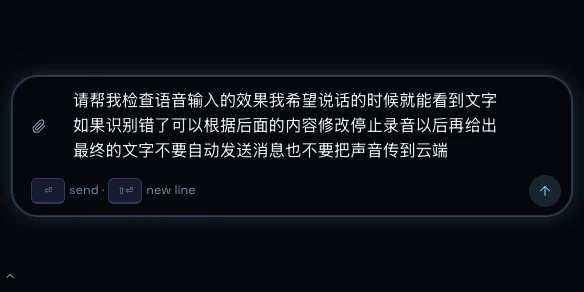 请帮我检查语音输入的效果我希望说话的时候就能看到文字
如果识别错了可以根据后面的内容修改停止录音以后再给出
最终的文字不要自动发送消息也不要把声音传到云端
⏎ send · ⇧⏎ new line